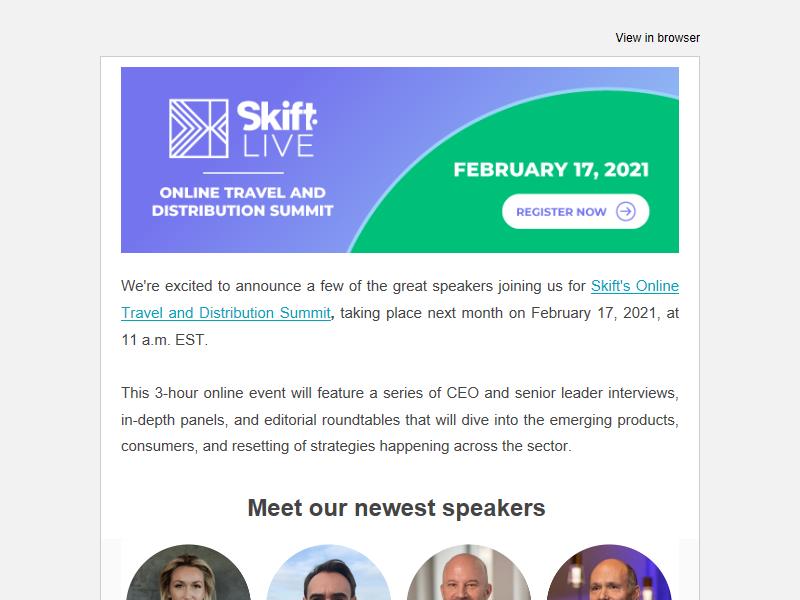 View in browser
Skift:
LIVE
ONLINE TRAVEL AND
DISTRIBUTION SUMMIT
FEBRUARY 17, 2021
REGISTER NOW
We're excited to announce a few of the great speakers joining us for Skift's Online
Travel and Distribution Summit, taking place next month on February 17, 2021, at
11 a.m. EST.
This 3-hour online event will feature a series of CEO and senior leader interviews,
in-depth panels, and editorial roundtables that will dive into the emerging products,
consumers, and resetting of strategies happening across the sector.
Meet our newest speakers